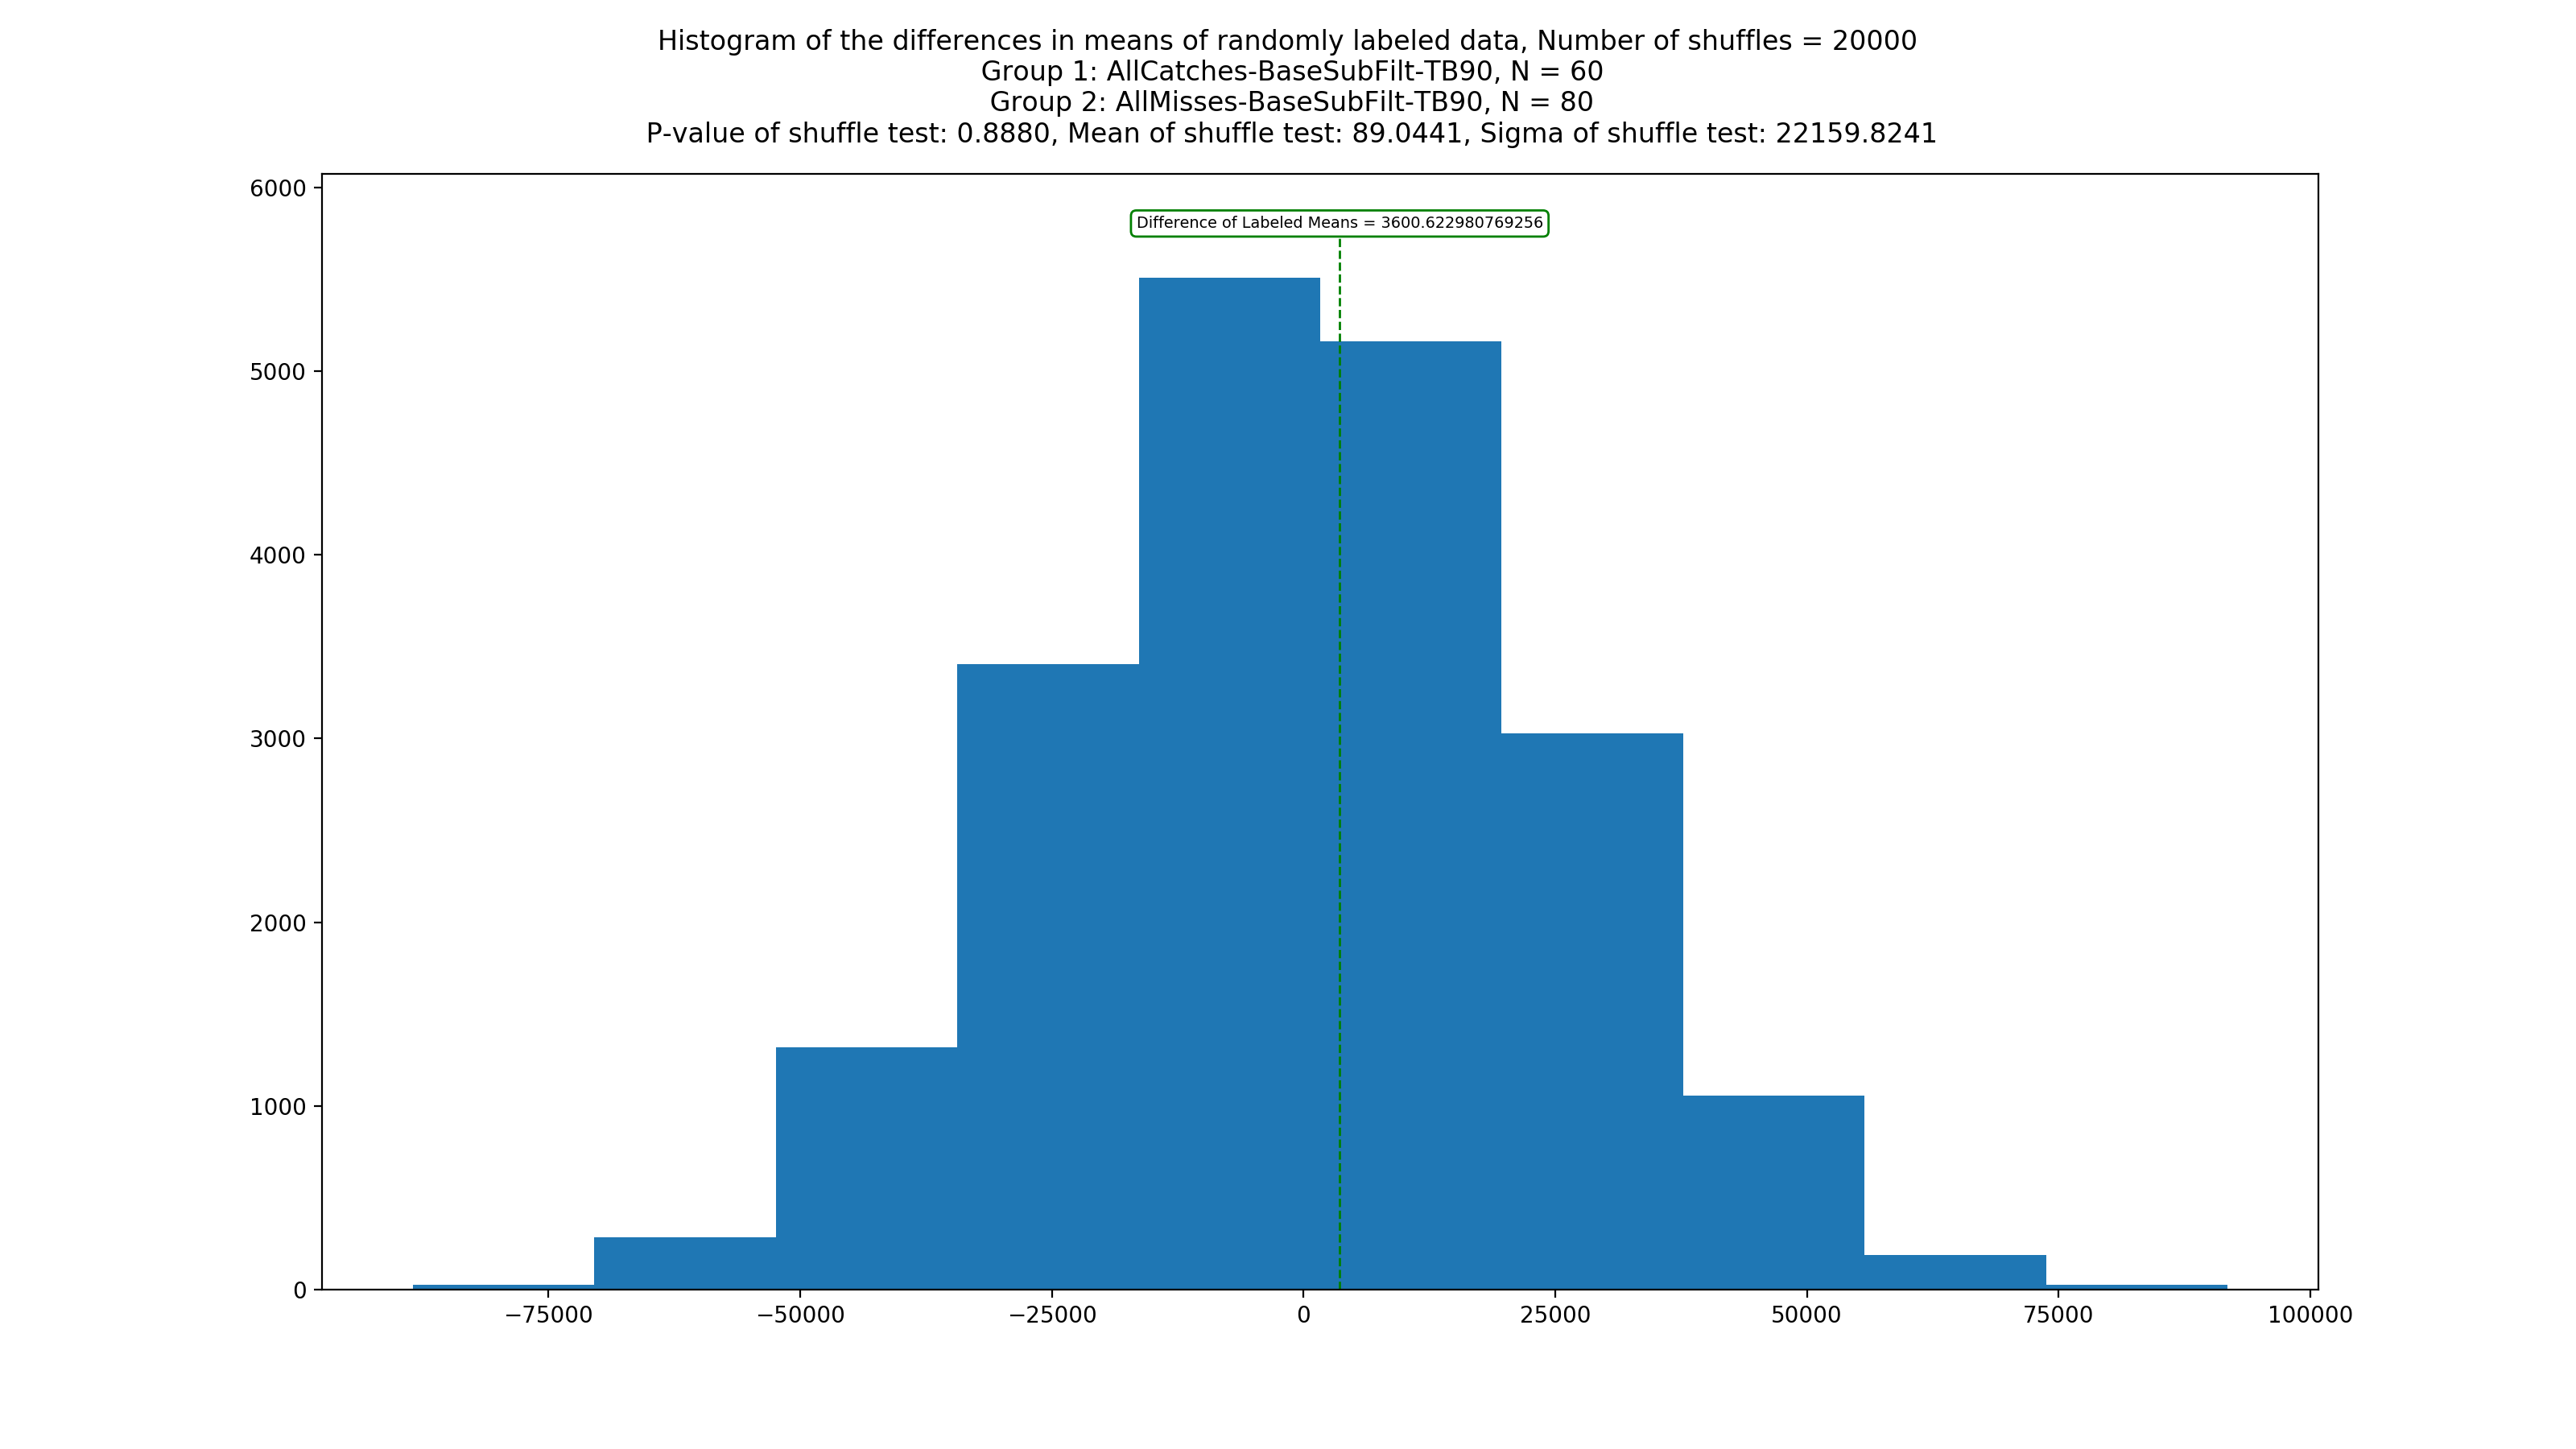 Histogram of the differences in means of randomly labeled data, Number of shuffles = 20000
Group 1: AllCatches-BaseSubFilt-TB90, N = 60
Group 2: AllMisses-BaseSubFilt-TB90, N = 80
P-value of shuffle test: 0.8880, Mean of shuffle test: 89.0441, Sigma of shuffle test: 22159.8241
6000
Difference of Labeled Means = 3600.622980769256
5000
4000
3000
2000
1000
0
−75000 −50000 −25000 0 25000 50000 75000 100000